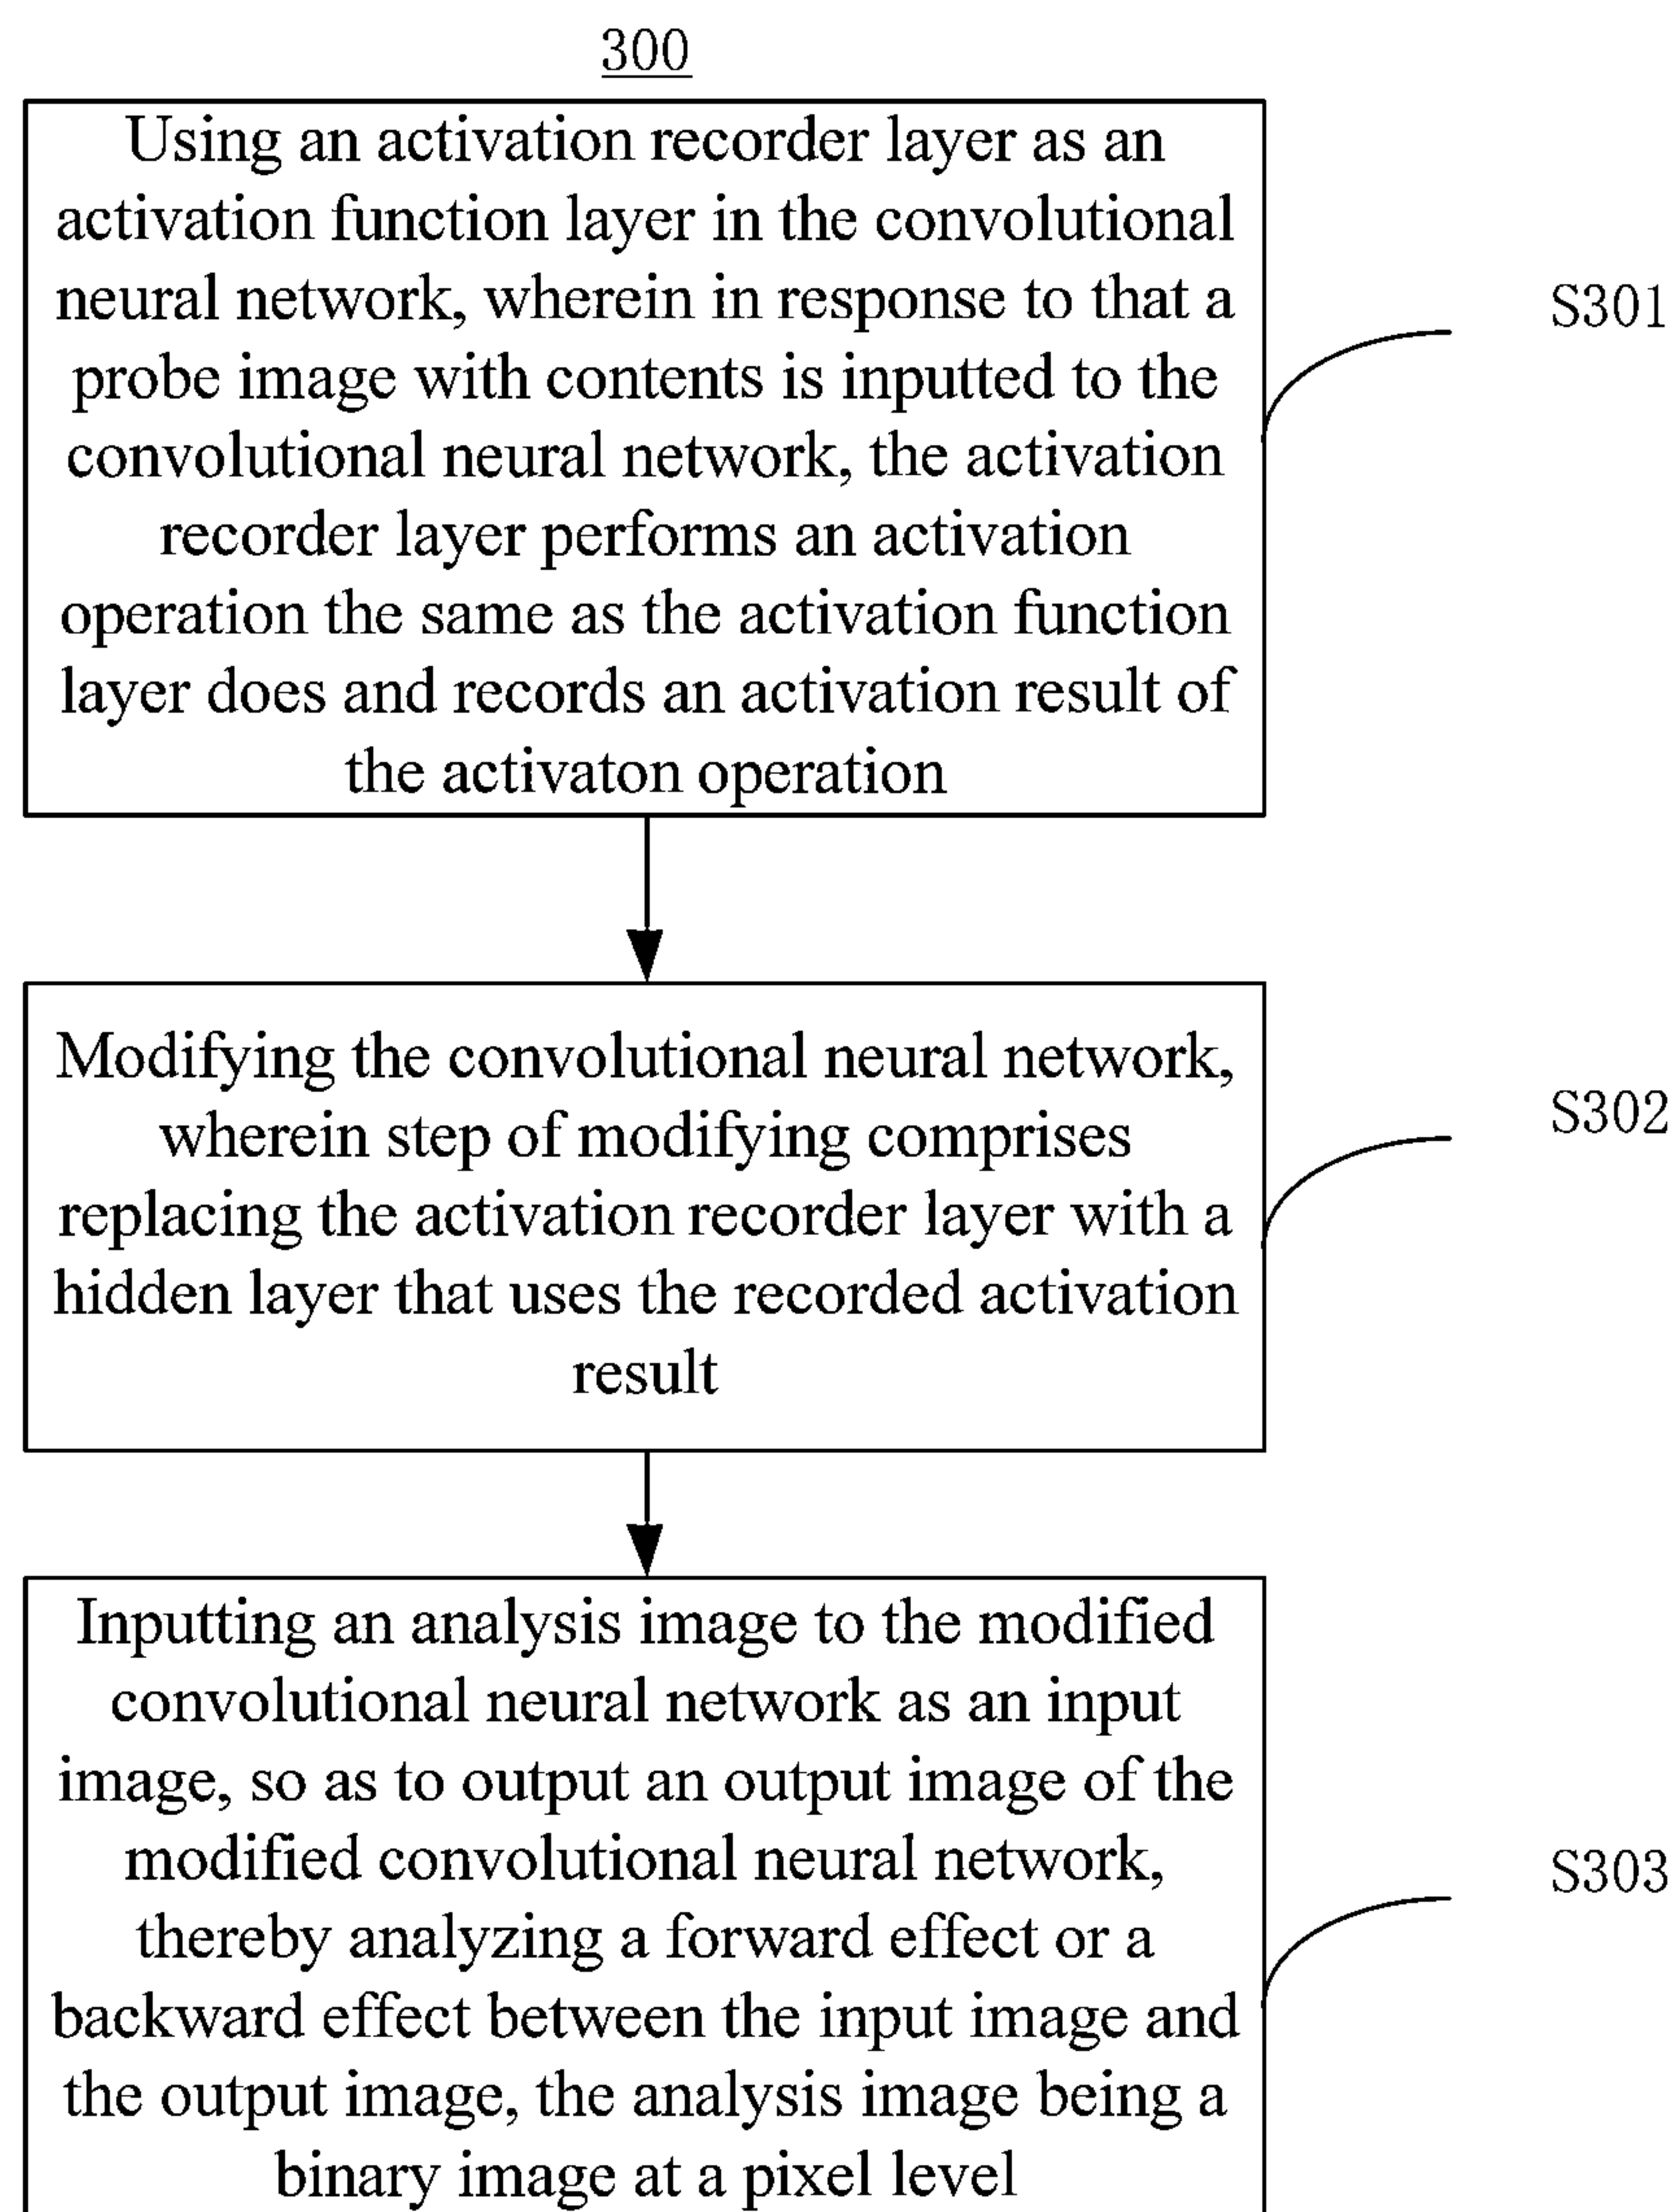 300
Using an activation recorder layer as an
activation function layer in the convolutional
neural network, wherein in response to that a
probe image with contents is inputted to the
convolutional neural network, the activation
recorder layer performs an activation
operation the same as the activation function
layer does and records an activation result of
the activaton operation
S301
Modifying the convolutional neural network,
wherein step of modifying comprises
replacing the activation recorder layer with a
hidden layer that uses the recorded activation
result
S302
Inputting an analysis image to the modified
convolutional neural network as an input
image, so as to output an output image of the
modified convolutional neural network,
thereby analyzing a forward effect or a
backward effect between the input image and
the output image, the analysis image being a
binary image at a pixel level
S303